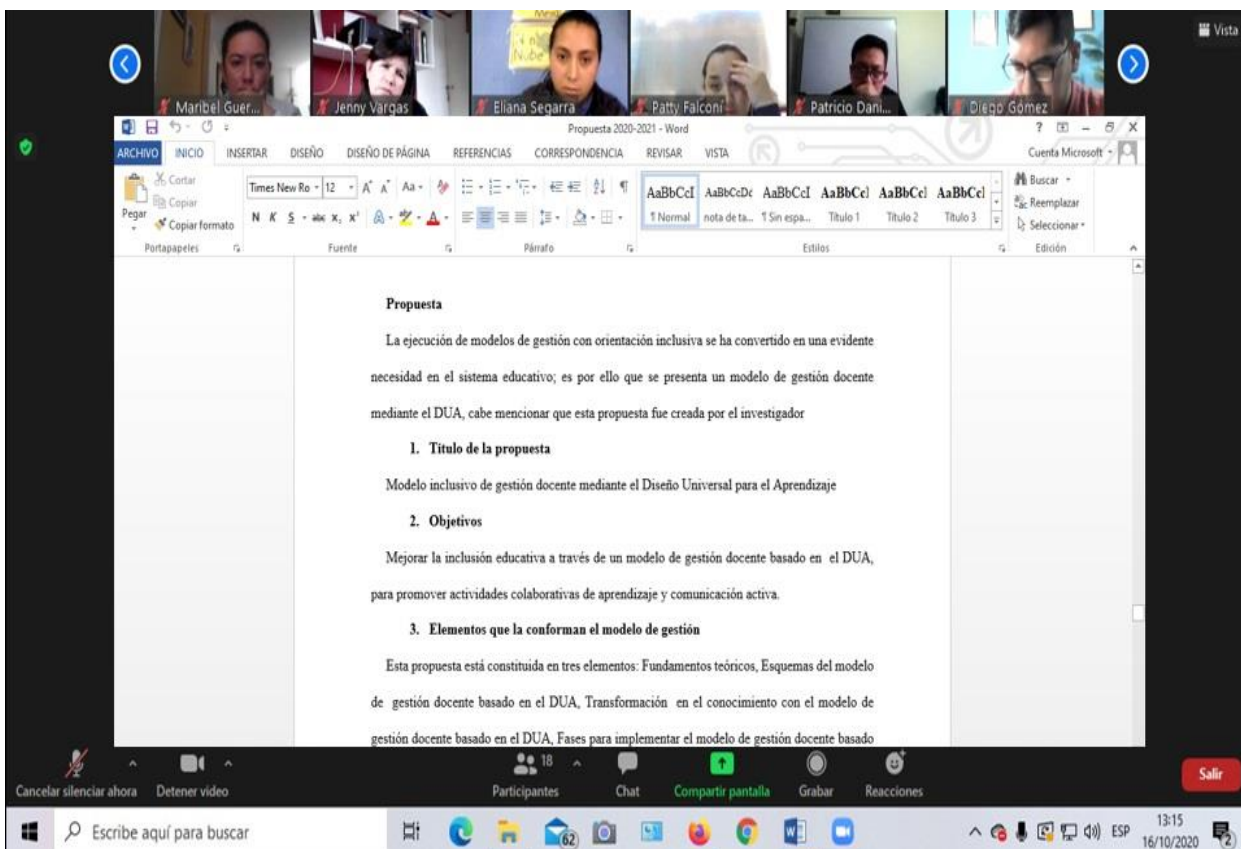 Vista
Maribel Guer...
Jenny Vargas
Eliana Segarra
Patty Falconí
Patricio Dani...
Diego Gómez
Propuesta 2020-2021 - Word
ARCHIVO INICIO INSERTAR DISEÑO DISEÑO DE PÁGINA REFERENCIAS CORRESPONDENCIA REVISAR VISTA Cuenta Microsoft
Pegar
Cortar
Copiar
Copiar formato
Portapapeles
Times New Ro 12
N K S abc x₂ x²
Fuente
Párrafo
AaBbCcI AaBbCcDc AaBbCcI AaBbCcl AaBbCcl AaBbCcl
¶ Normal nota de ta... ¶ Sin espa... Título 1 Título 2 Título 3
Estilos
Buscar
Reemplazar
Seleccionar
Edición
Propuesta
La ejecución de modelos de gestión con orientación inclusiva se ha convertido en una evidente
necesidad en el sistema educativo; es por ello que se presenta un modelo de gestión docente
mediante el DUA, cabe mencionar que esta propuesta fue creada por el investigador
1. Título de la propuesta
Modelo inclusivo de gestión docente mediante el Diseño Universal para el Aprendizaje
2. Objetivos
Mejorar la inclusión educativa a través de un modelo de gestión docente basado en el DUA,
para promover actividades colaborativas de aprendizaje y comunicación activa.
3. Elementos que la conforman el modelo de gestión
Esta propuesta está constituida en tres elementos: Fundamentos teóricos, Esquemas del modelo
de gestión docente basado en el DUA, Transformación en el conocimiento con el modelo de
gestión docente basado en el DUA, Fases para implementar el modelo de gestión docente basado
Cancelar silenciar ahora
Detener video
18
Participantes
Chat
Compartir pantalla
Grabar
Reacciones
Salir
Escribe aquí para buscar
62
ESP
13:15
16/10/2020
2